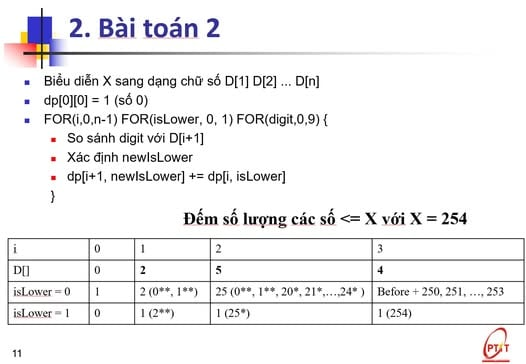 2. Bài toán 2
Biểu diễn X sang dạng chữ số D[1] D[2] ... D[n]
dp[0][0] = 1 (số 0)
FOR(i,0,n-1) FOR(isLower, 0, 1) FOR(digit,0,9) {
So sánh digit với D[i+1]
Xác định newIsLower
dp[i+1, newIsLower] += dp[i, isLower]
}
Đếm số lượng các số <= X với X = 254
i 0 1 2 3
D[] 0 2 5 4
isLower = 0 1 2 (0**, 1**) 25 (0**, 1**, 20*, 21*,…,24* ) Before + 250, 251, …, 253
isLower = 1 0 1 (2**) 1 (25*) 1 (254)
11
PTIT